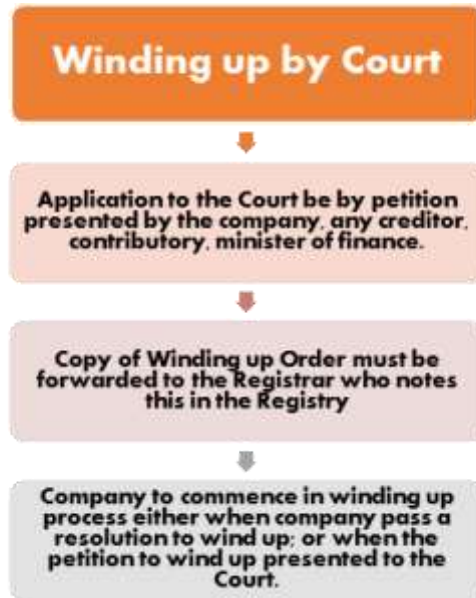 Winding up by Court
Application to the Court be by petition
presented by the company, any creditor,
contributory, minister of finance.
Copy of Winding up Order must be
forwarded to the Registrar who notes
this in the Registry
Company to commence in winding up
process either when company pass a
resolution to wind up; or when the
petition to wind up presented to the
Court.